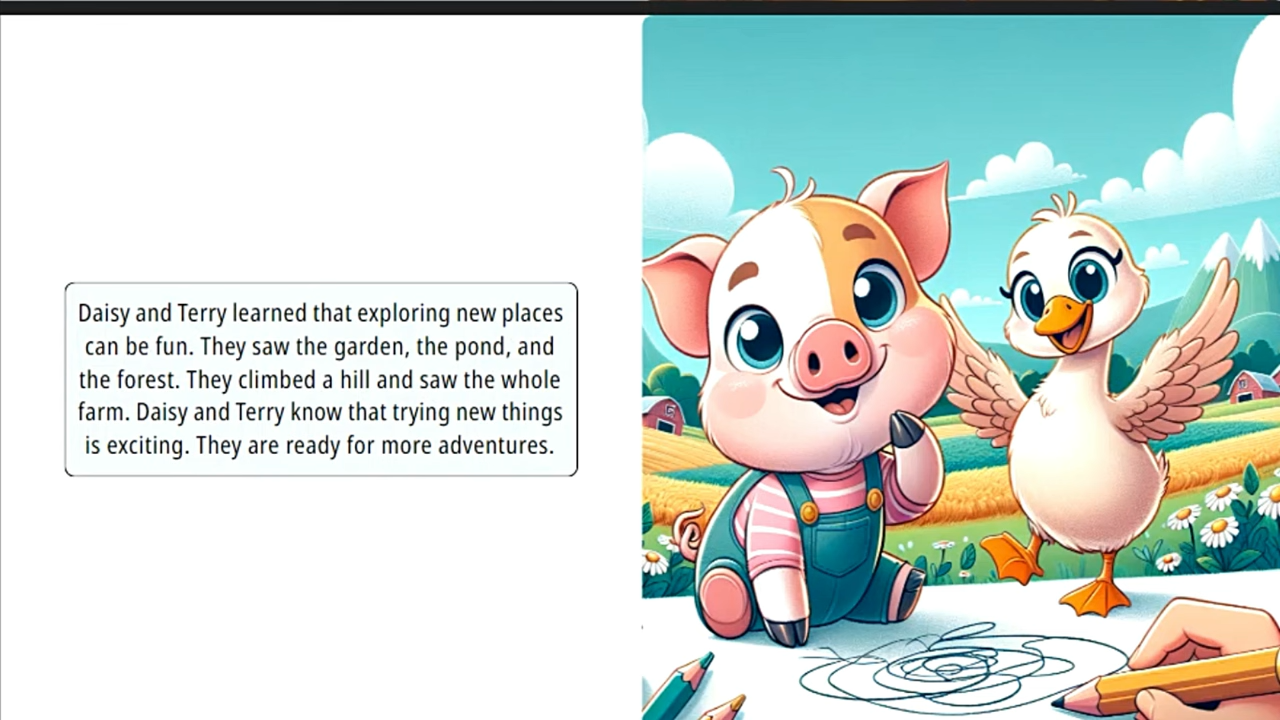 Daisy and Terry learned that exploring new places
can be fun. They saw the garden, the pond, and
the forest. They climbed a hill and saw the whole
farm. Daisy and Terry know that trying new things
is exciting. They are ready for more adventures.